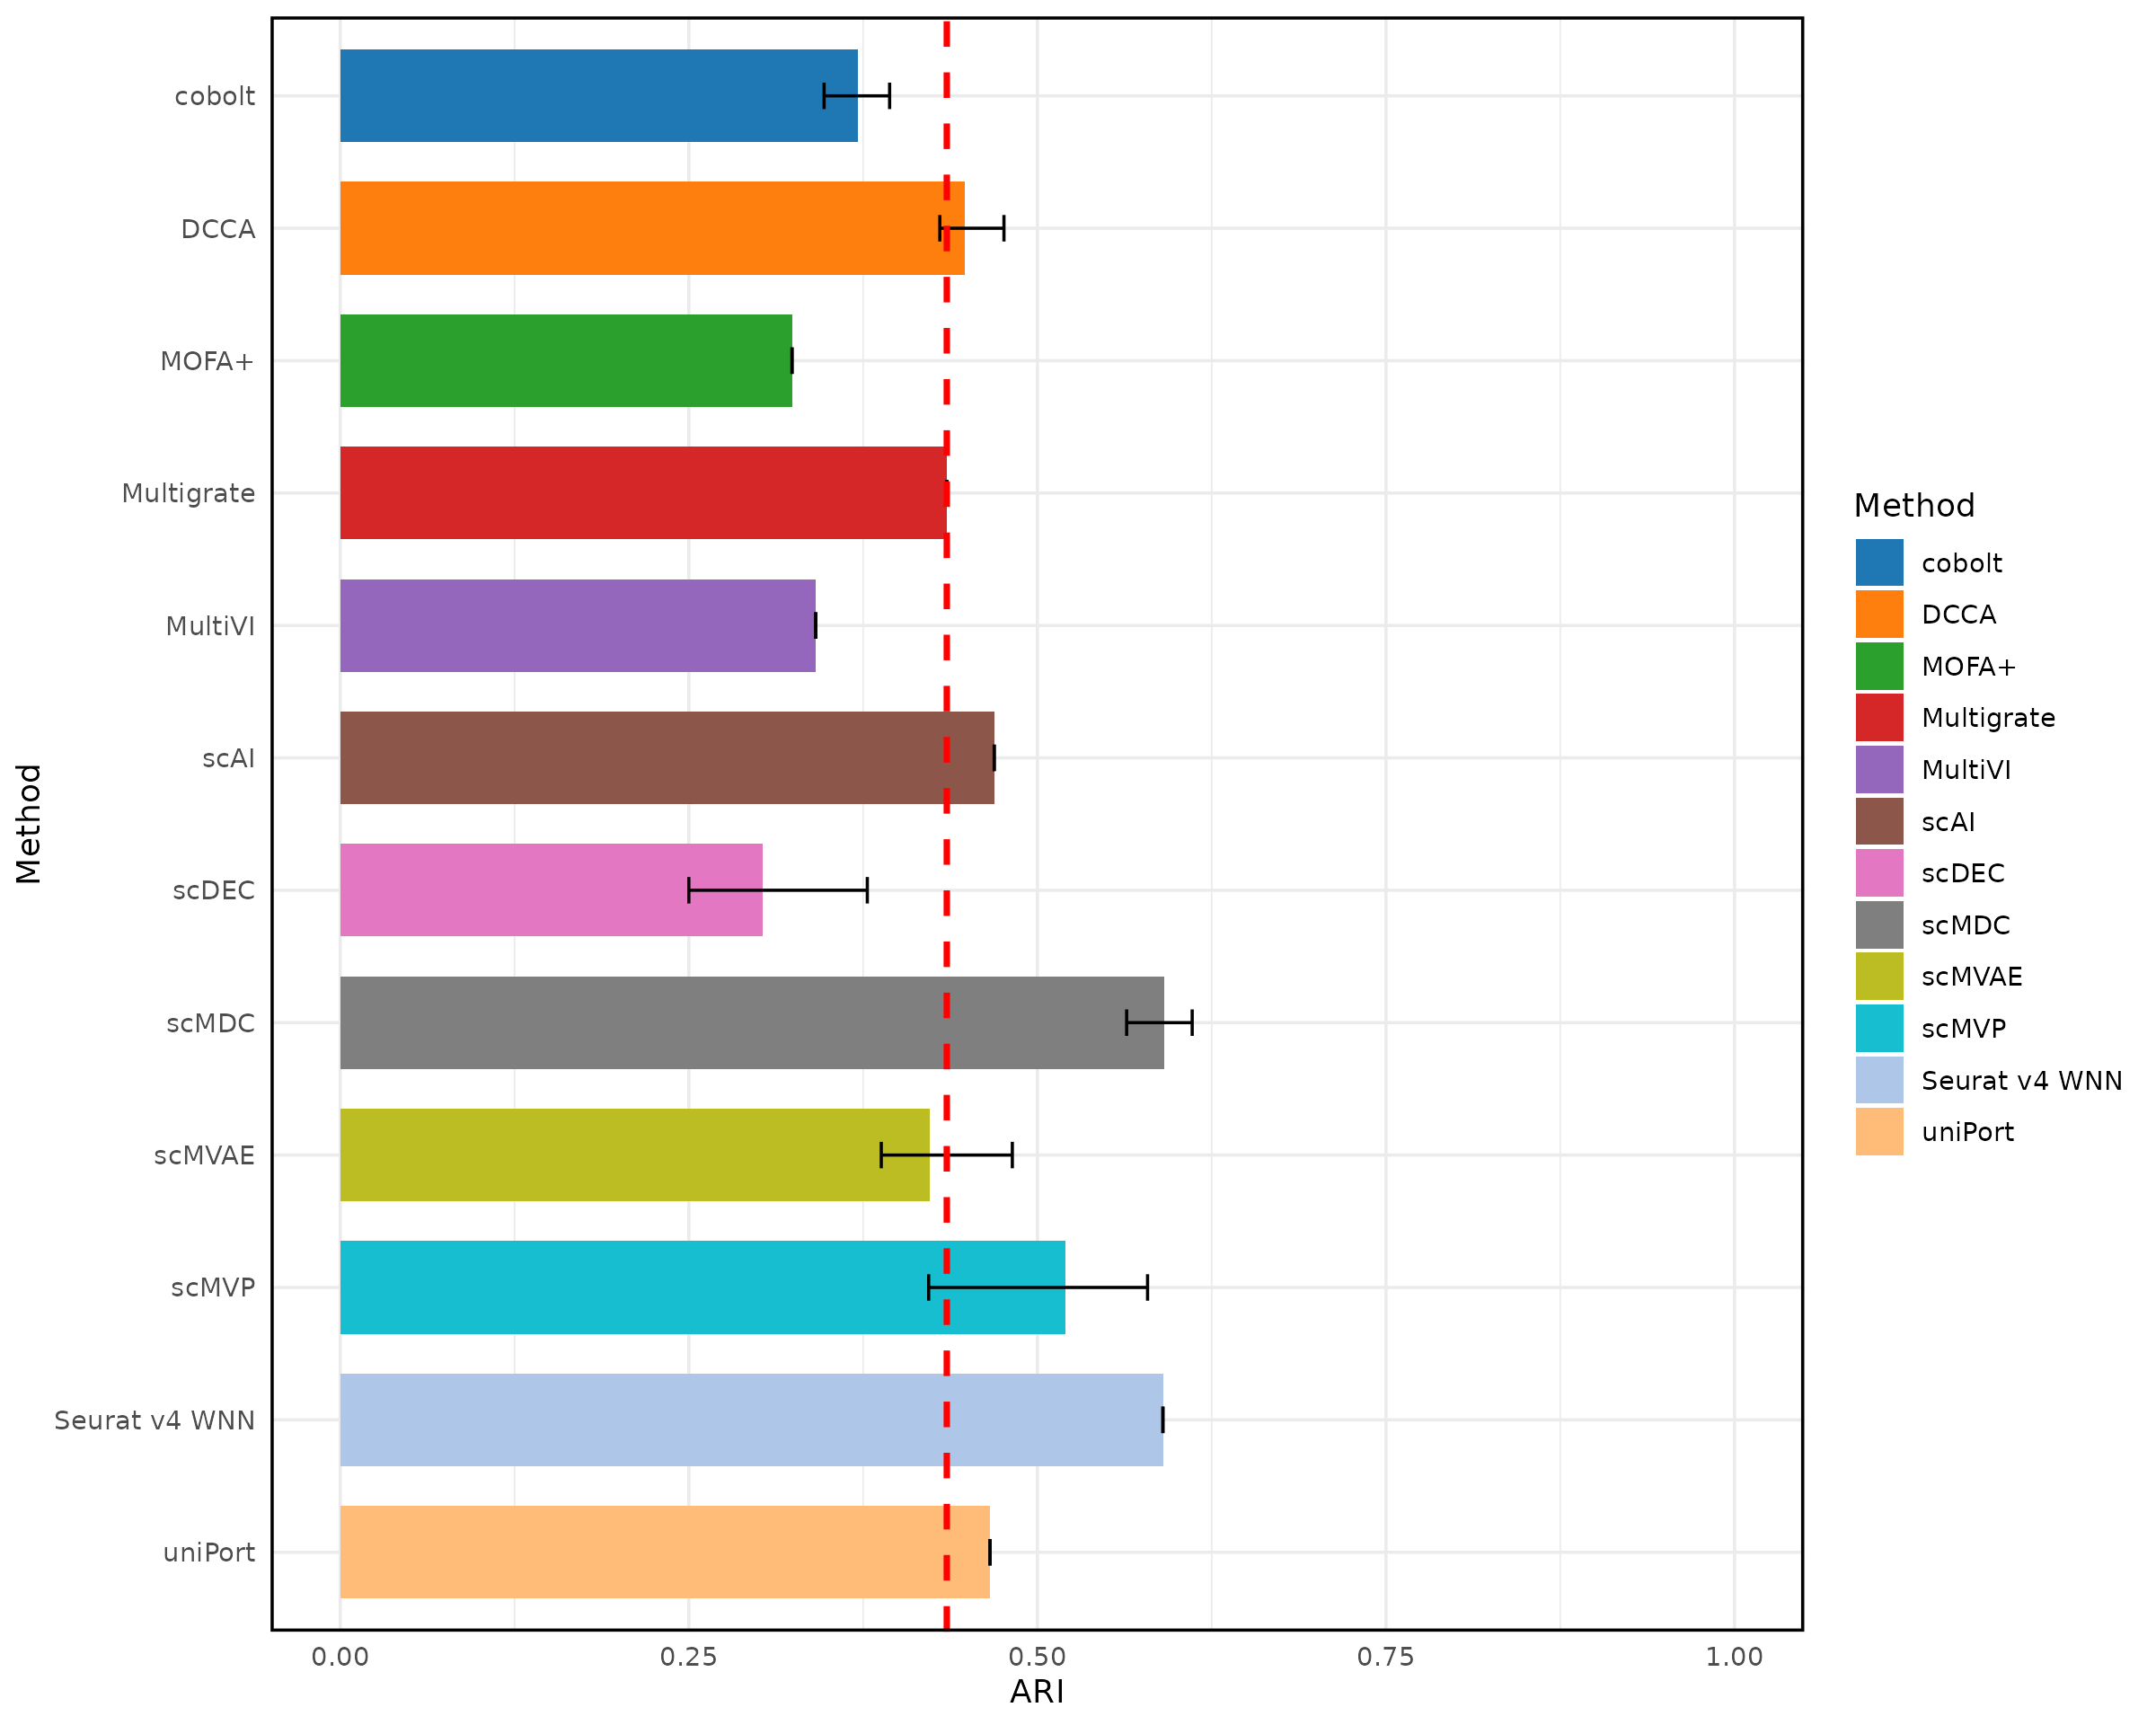 cobolt
DCCA
MOFA+
Multigrate
MultiVI
scAI
scDEC
scMDC
scMVAE
scMVP
Seurat v4 WNN
uniPort
Method
0.00 0.25 0.50 0.75 1.00
ARI
Method
cobolt
DCCA
MOFA+
Multigrate
MultiVI
scAI
scDEC
scMDC
scMVAE
scMVP
Seurat v4 WNN
uniPort